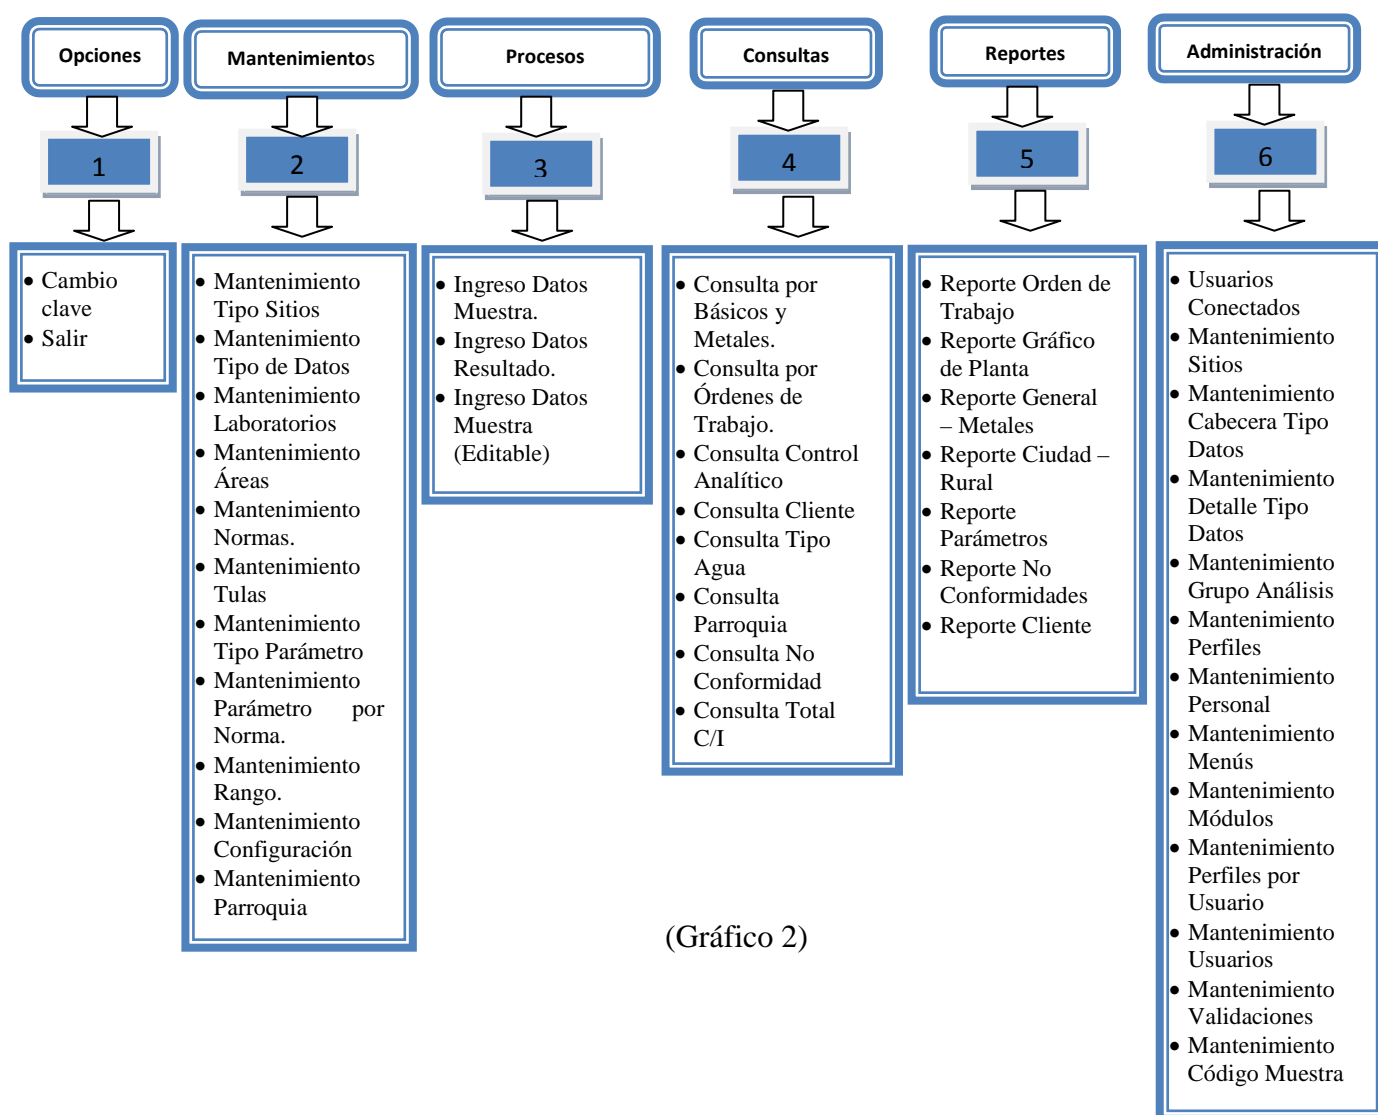 Opciones
Mantenimientos
Procesos
Consultas
Reportes
Administración
1
2
3
4
5
6
• Cambio
clave
• Salir
• Mantenimiento
Tipo Sitios
• Mantenimiento
Tipo de Datos
• Mantenimiento
Laboratorios
• Mantenimiento
Áreas
• Mantenimiento
Normas.
• Mantenimiento
Tulas
• Mantenimiento
Tipo Parámetro
• Mantenimiento
Parámetro por
Norma.
• Mantenimiento
Rango.
• Mantenimiento
Configuración
• Mantenimiento
Parroquia
• Ingreso Datos
Muestra.
• Ingreso Datos
Resultado.
• Ingreso Datos
Muestra
(Editable)
• Consulta por
Básicos y
Metales.
• Consulta por
Órdenes de
Trabajo.
• Consulta Control
Analítico
• Consulta Cliente
• Consulta Tipo
Agua
• Consulta
Parroquia
• Consulta No
Conformidad
• Consulta Total
C/I
• Reporte Orden de
Trabajo
• Reporte Gráfico
de Planta
• Reporte General
– Metales
• Reporte Ciudad –
Rural
• Reporte
Parámetros
• Reporte No
Conformidades
• Reporte Cliente
• Usuarios
Conectados
• Mantenimiento
Sitios
• Mantenimiento
Cabecera Tipo
Datos
• Mantenimiento
Detalle Tipo
Datos
• Mantenimiento
Grupo Análisis
• Mantenimiento
Perfiles
• Mantenimiento
Personal
• Mantenimiento
Menús
• Mantenimiento
Módulos
• Mantenimiento
Perfiles por
Usuario
• Mantenimiento
Usuarios
• Mantenimiento
Validaciones
• Mantenimiento
Código Muestra
(Gráfico 2)